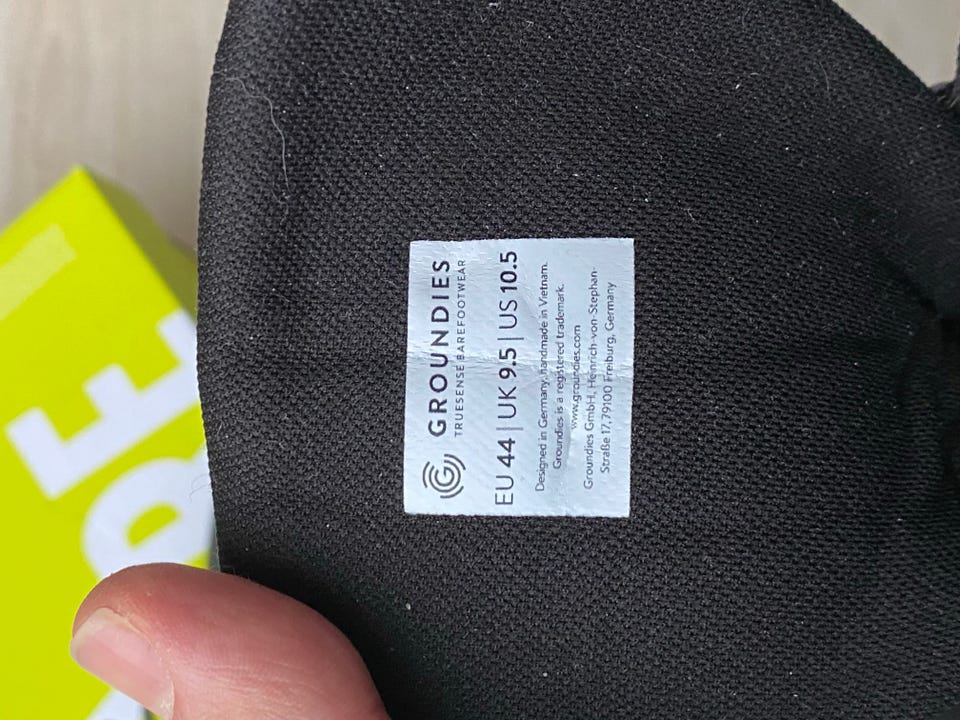 GROUNDIES
TRUESENSE BAREFOOTWEAR
EU 44 | UK 9.5 | US 10.5
Designed in Germany, handmade in Vietnam.
Groundies is a registered trademark.
www.groundies.com
Groundies GmbH, Heinrich-von-Stephan-
Straße 17, 79100 Freiburg, Germany